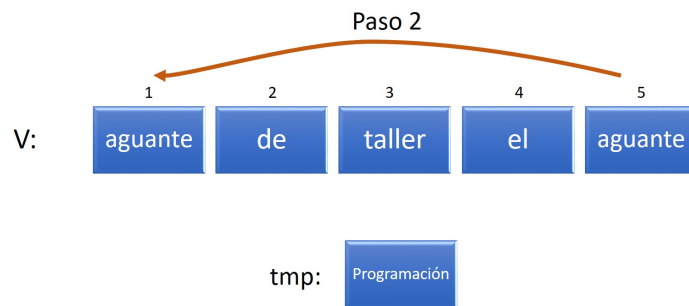 Paso 2
1 2 3 4 5
V: aguante de taller el aguante
tmp: Programación